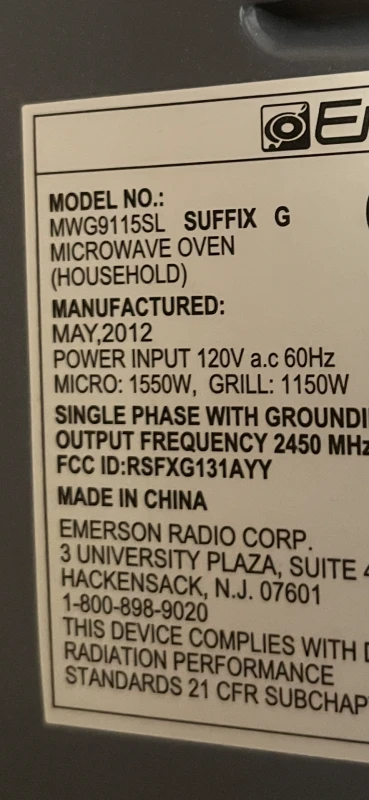 MODEL NO.:
MWG9115SL SUFFIX G
MICROWAVE OVEN
(HOUSEHOLD)
MANUFACTURED:
MAY,2012
POWER INPUT 120V a.c 60Hz
MICRO: 1550W, GRILL: 1150W
SINGLE PHASE WITH
OUTPUT FREQUENCY 2450 MHz
FCC ID:RSFXG131AYY
MADE IN CHINA
EMERSON RADIO CORP.
3 UNIVERSITY PLAZA, SUITE
HACKENSACK, N.J. 07601
1-800-898-9020
THIS DEVICE COMPLIES WITH
RADIATION PERFORMANCE
STANDARDS 21 CFR